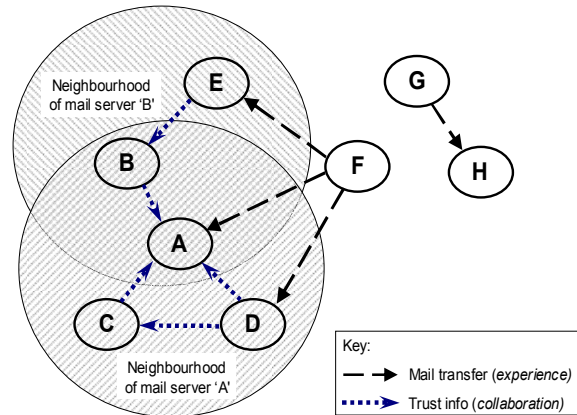 E
G
Neighbourhood
of mail server 'B'
B
F
H
A
C
D
Neighbourhood
of mail server 'A'
Key:
Mail transfer (experience)
Trust info (collaboration)